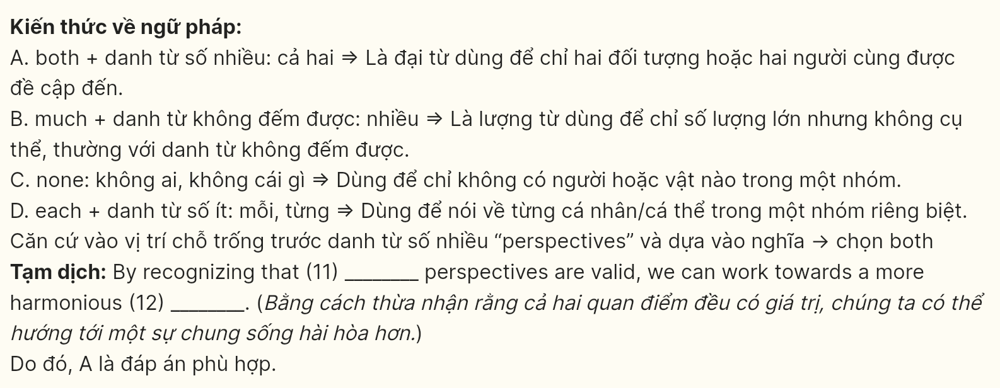 Kiến thức về ngữ pháp:
A. both + danh từ số nhiều: cả hai ⇒ Là đại từ dùng để chỉ hai đối tượng hoặc hai người cùng được
đề cập đến.
B. much + danh từ không đếm được: nhiều ⇒ Là lượng từ dùng để chỉ số lượng lớn nhưng không cụ
thể, thường với danh từ không đếm được.
C. none: không ai, không cái gì ⇒ Dùng để chỉ không có người hoặc vật nào trong một nhóm.
D. each + danh từ số ít: mỗi, từng ⇒ Dùng để nói về từng cá nhân/cá thể trong một nhóm riêng biệt.
Căn cứ vào vị trí chỗ trống trước danh từ số nhiều “perspectives” và dựa vào nghĩa → chọn both
Tạm dịch: By recognizing that (11) ________ perspectives are valid, we can work towards a more
harmonious (12) ________. (Bằng cách thừa nhận rằng cả hai quan điểm đều có giá trị, chúng ta có thể
hướng tới một sự chung sống hài hòa hơn.)
Do đó, A là đáp án phù hợp.